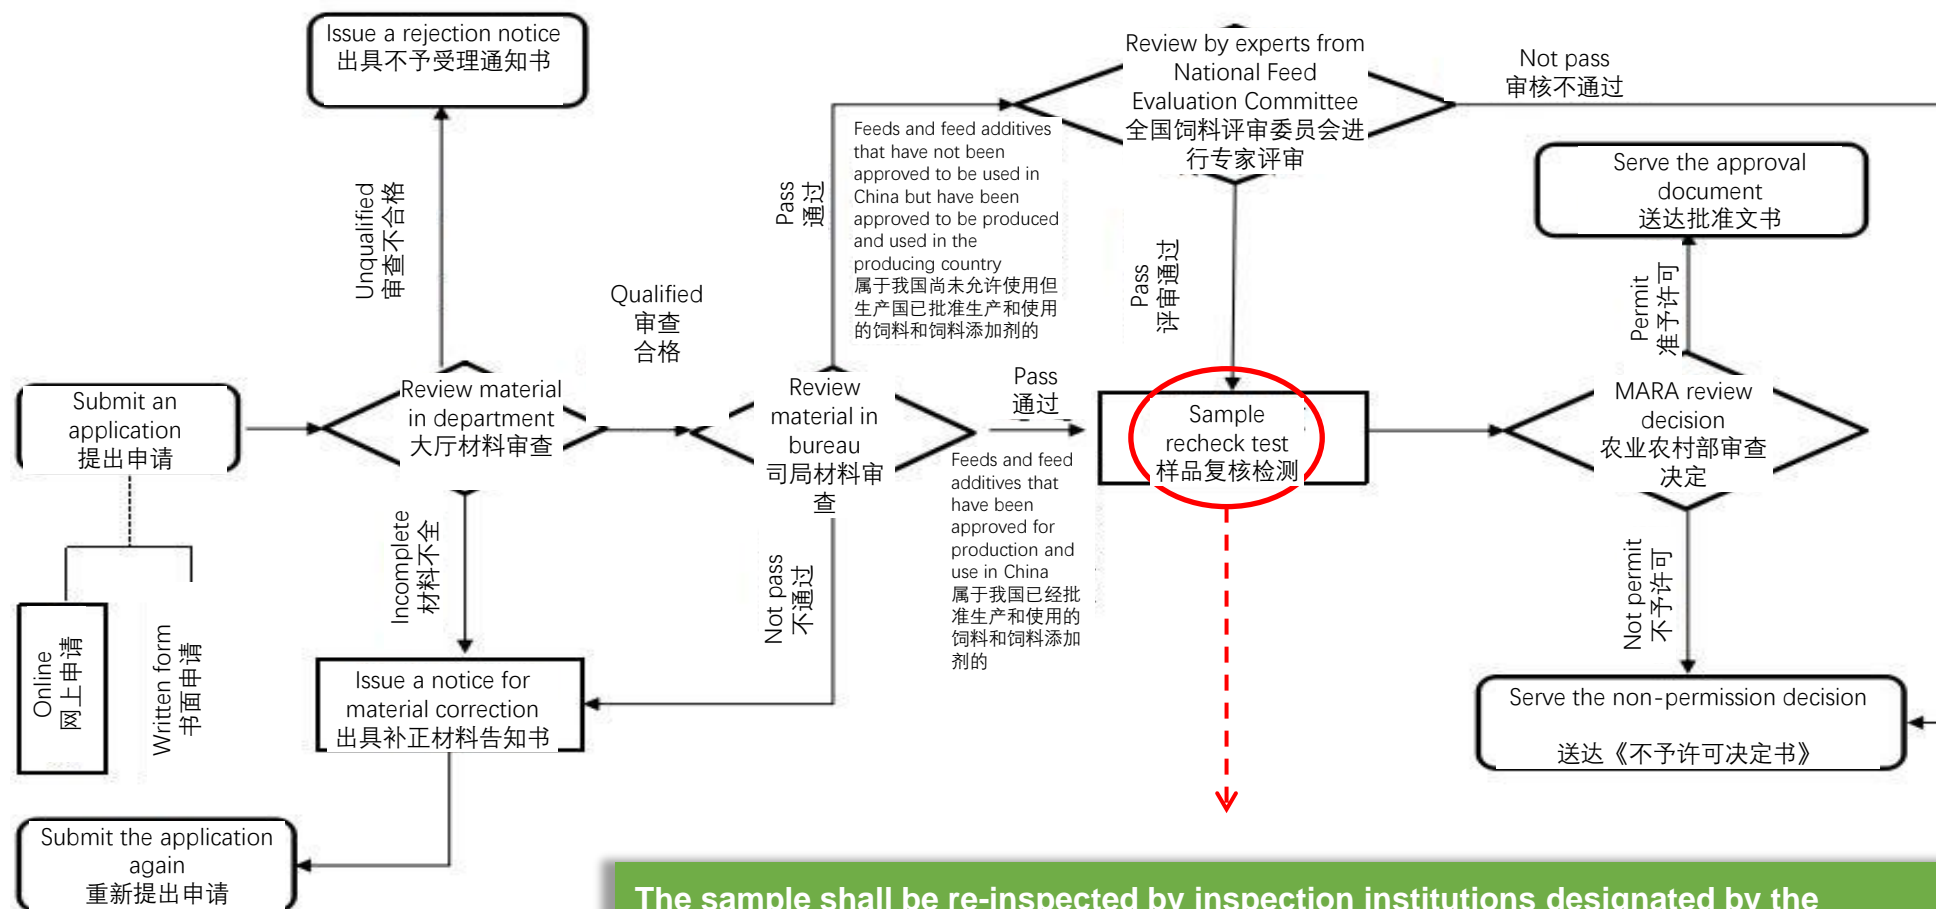 Issue a rejection notice
出具不予受理通知书
Review by experts from
National Feed
Evaluation Committee
全国饲料评审委员会进
行专家评审
Not pass
审核不通过
Serve the approval
document
送达批准文书
Unqualified
审查不合格
Pass
通过
Feeds and feed additives
that have not been
approved to be used in
China but have been
approved to be produced
and used in the
producing country
属于我国尚未允许使用但
生产国已批准生产和使用
的饲料和饲料添加剂的
Pass
评审通过
Permit
准予许可
Qualified
审查
合格
Submit an
application
提出申请
Review material
in department
大厅材料审查
Review
material in
bureau
司局材料审
查
Pass
通过
Feeds and feed
additives that
have been
approved for
production and
use in China
属于我国已经批
准生产和使用的
饲料和饲料添加
剂的
Sample
recheck test
样品复核检测
MARA review
decision
农业农村部审查
决定
Incomplete
材料不全
Not pass
不通过
Not permit
不予许可
Online
网上申请
Written form
书面申请
Issue a notice for
material correction
出具补正材料告知书
Serve the non-permission decision
送达《不予许可决定书》
Submit the application
again
重新提出申请
The sample shall be re-inspected by inspection institutions designated by the